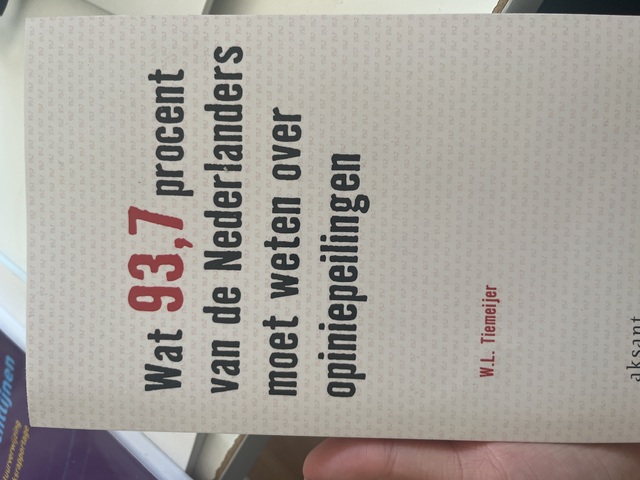 Wat 93,7 procent
van de Nederlanders
moet weten over
opiniepeilingen
W.L. Tiemeijer
aksant